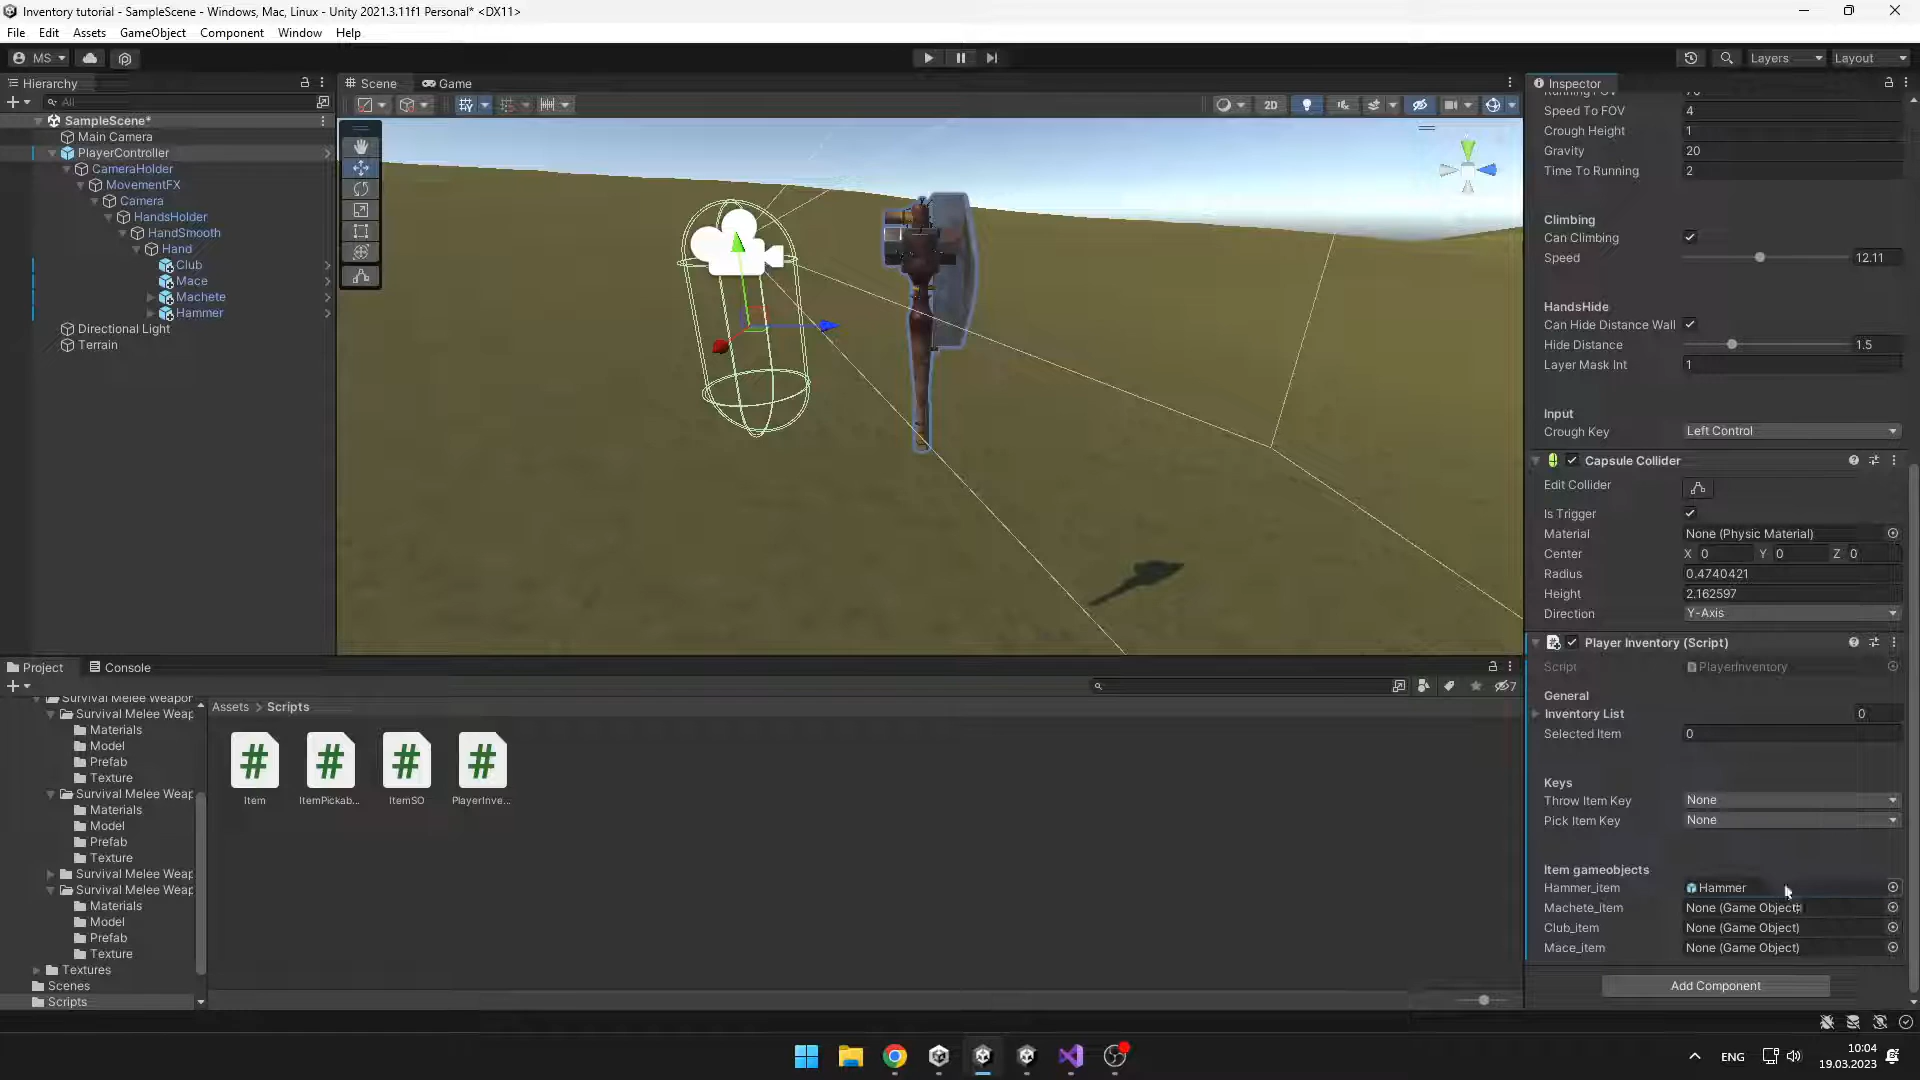 Inventory tutorial - SampleScene - Windows, Mac, Linux - Unity 2021.3.11f1 Personal* <DX11>
File Edit Assets GameObject Component Window Help
MS
Layers Layout
Hierarchy
All
SampleScene*
Main Camera
PlayerController
CameraHolder
MovementFX
Camera
HandsHolder
HandSmooth
Hand
Club
Mace
Machete
Hammer
Directional Light
Terrain
Scene Game
2D
Inspector
Speed To FOV 4
Crough Height 1
Gravity 20
Time To Running 2
Climbing
Can Climbing
Speed 12.11
HandsHide
Can Hide Distance Wall
Hide Distance 1.5
Layer Mask Int 1
Input
Crough Key Left Control
Capsule Collider
Edit Collider
Is Trigger
Material None (Physic Material)
Center X 0 Y 0 Z 0
Radius 0.4740421
Height 2.162597
Direction Y-Axis
# Player Inventory (Script)
Script PlayerInventory
General
Inventory List 0
Selected Item 0
Keys
Throw Item Key None
Pick Item Key None
Item gameobjects
Hammer_item Hammer
Machete_item None (Game Object)
Club_item None (Game Object)
Mace_item None (Game Object)
Add Component
Project Console
7
Survival Melee Weapon
Survival Melee Weap
Materials
Model
Prefab
Texture
Survival Melee Weap
Materials
Model
Prefab
Texture
Survival Melee Weap
Survival Melee Weap
Materials
Model
Prefab
Texture
Textures
Scenes
Scripts
Assets > Scripts
# # # #
Item ItemPickab... ItemSO PlayerInve...
ENG
10:04
19.03.2023